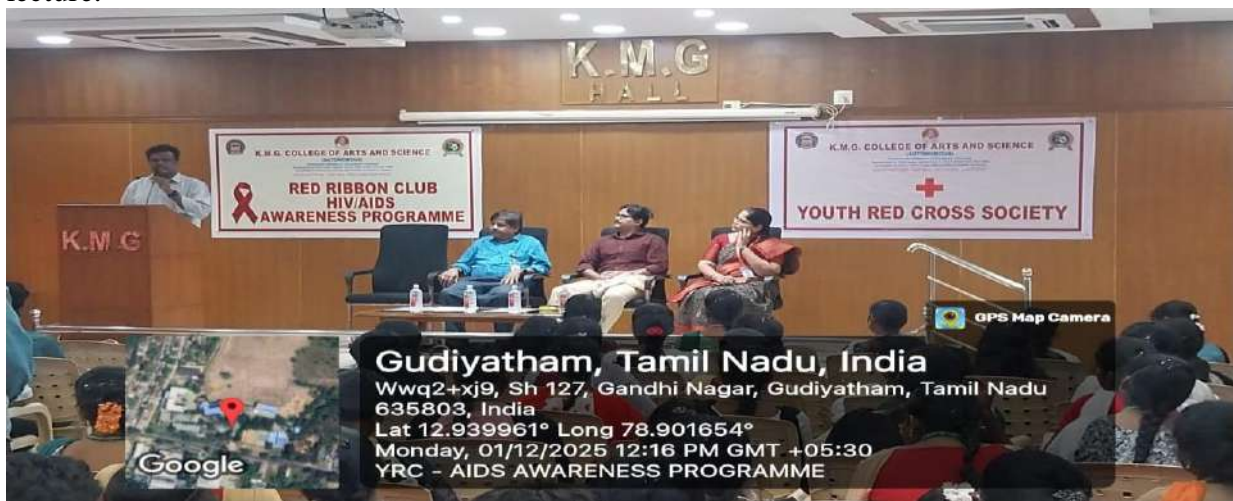 lecture.
K.M.G
HALL
K.M.G. COLLEGE OF ARTS AND SCIENCE
(AUTONOMOUS)
RED RIBBON CLUB
HIV/AIDS
AWARENESS PROGRAMME
K.M.G. COLLEGE OF ARTS AND SCIENCE
(AUTONOMOUS)
YOUTH RED CROSS SOCIETY
K.M.G
GPS Map Camera
Gudiyatham, Tamil Nadu, India
Wwq2+xj9, Sh 127, Gandhi Nagar, Gudiyatham, Tamil Nadu
635803, India
Lat 12.939961° Long 78.901654°
Monday, 01/12/2025 12:16 PM GMT +05:30
YRC - AIDS AWARENESS PROGRAMME
Google